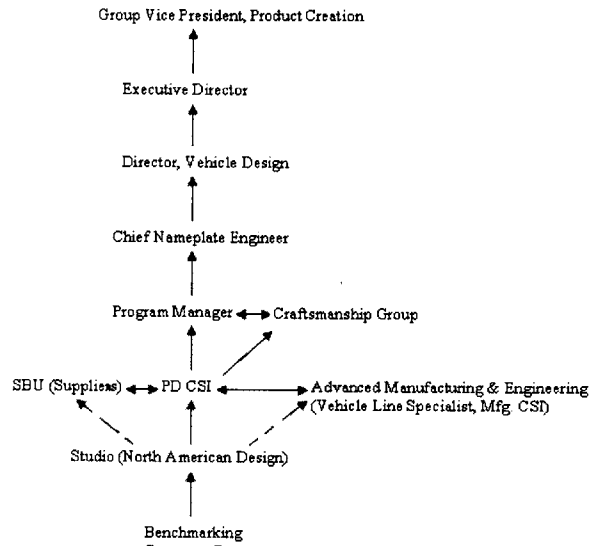 Group Vice President, Product Creation
Executive Director
Director, Vehicle Design
Chief Nameplate Engineer
Program Manager
Craftsmanship Group
SBU (Suppliers)
PD CSI
Advanced Manufacturing & Engineering
(Vehicle Line Specialist, Mfg. CSI)
Studio (North American Design)
Benchmarking